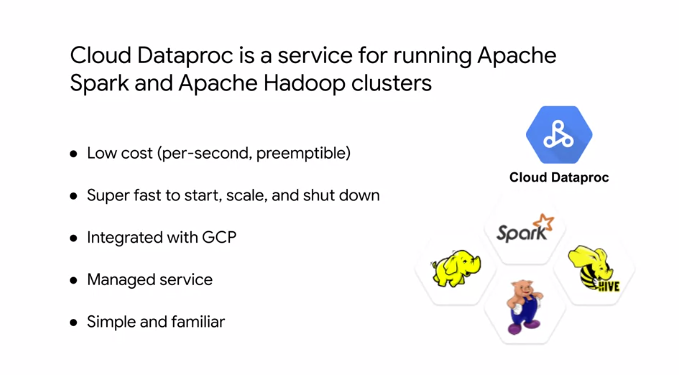 Cloud Dataproc is a service for running Apache
Spark and Apache Hadoop clusters
• Low cost (per-second, preemptible)
• Super fast to start, scale, and shut down
• Integrated with GCP
• Managed service
• Simple and familiar
Cloud Dataproc
Spark
HIVE